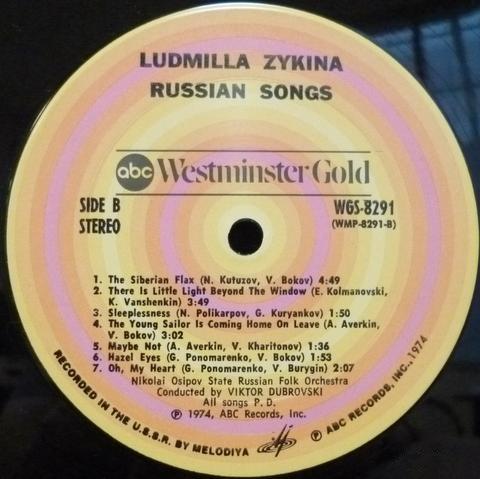 LUDMILLA ZYKINA
RUSSIAN SONGS
abc Westminster Gold
SIDE B
STEREO
WGS-8291
(WMP-8291-B)
1. The Siberian Flax (N. Kutuzov, V. Bokov) 4:49
2. There Is Little Light Beyond The Window (E. Kolmanovski,
K. Vanshenkin) 3:49
3. Sleeplessness (N. Polikarpov, G. Kuryankov) 1:50
4. The Young Sailor Is Coming Home On Leave (A. Averkin,
V. Bokov) 3:02
5. Maybe Not (A. Averkin, V. Kharitonov) 1:36
6. Hazel Eyes (G. Ponomarenko, V. Bokov) 1:53
7. Oh, My Heart (G. Ponomarenko, V. Burygin) 2:07
Nikolai Osipov State Russian Folk Orchestra
Conducted by VIKTOR DUBROVSKI
All songs P.D.
℗ 1974, ABC Records, Inc.
RECORDED IN THE U.S.S.R. BY MELODIYA
℗ ABC RECORDS, INC., 1974